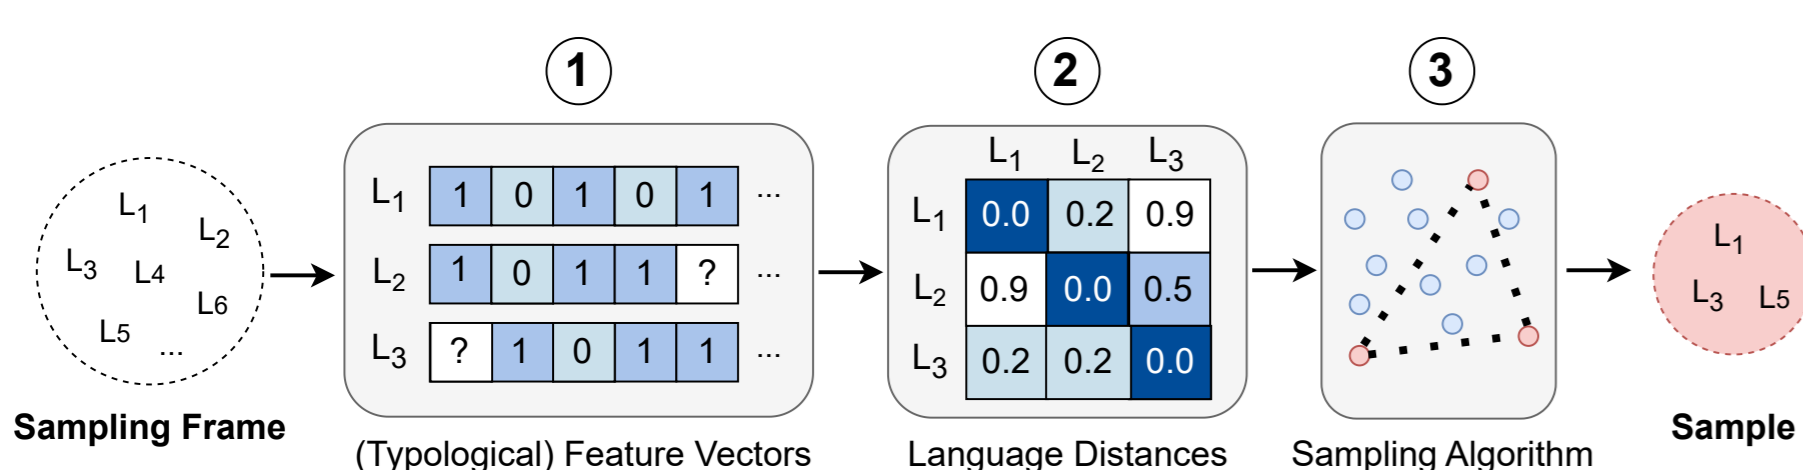 1
2
3
L1
L2
L3
L4
L6
L5
...
L1 1 0 1 0 1 ...
L2 1 0 1 1 ? ...
L3 ? 1 0 1 1 ...
L1 L2 L3
L1 0.0 0.2 0.9
L2 0.9 0.0 0.5
L3 0.2 0.2 0.0
L1
L3 L5
Sampling Frame
(Typological) Feature Vectors
Language Distances
Sampling Algorithm
Sample